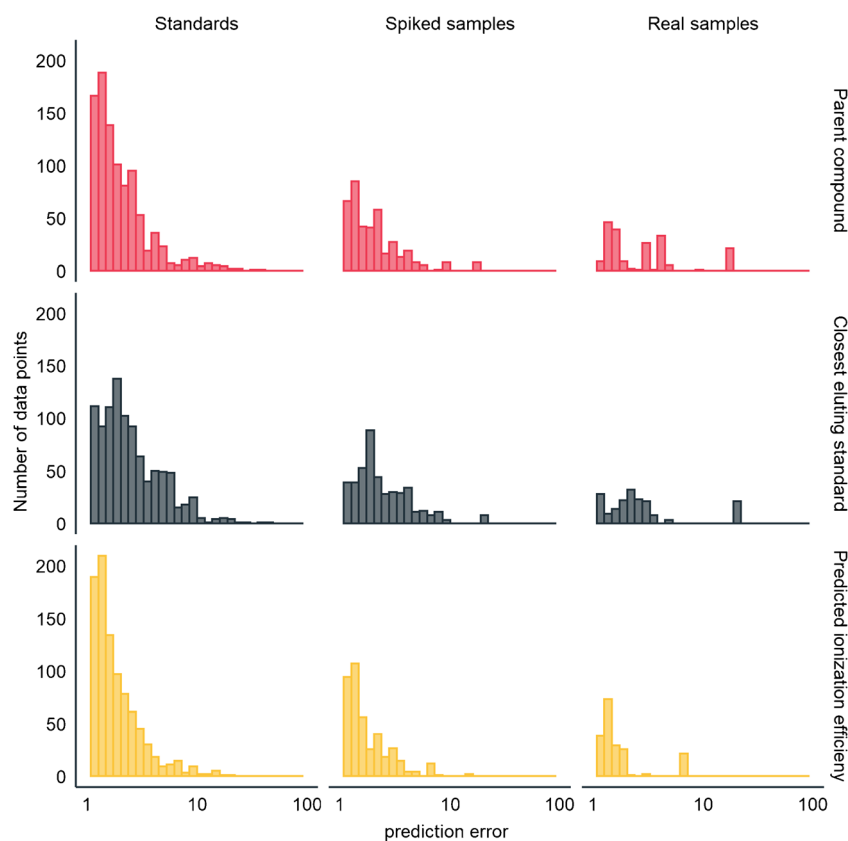 Standards
Spiked samples
Real samples
200
150
100
50
0
Parent compound
200
150
100
50
0
Closest eluting standard
Number of data points
200
150
100
50
0
Predicted ionization efficieny
1
10
100
1
10
1
10
100
prediction error